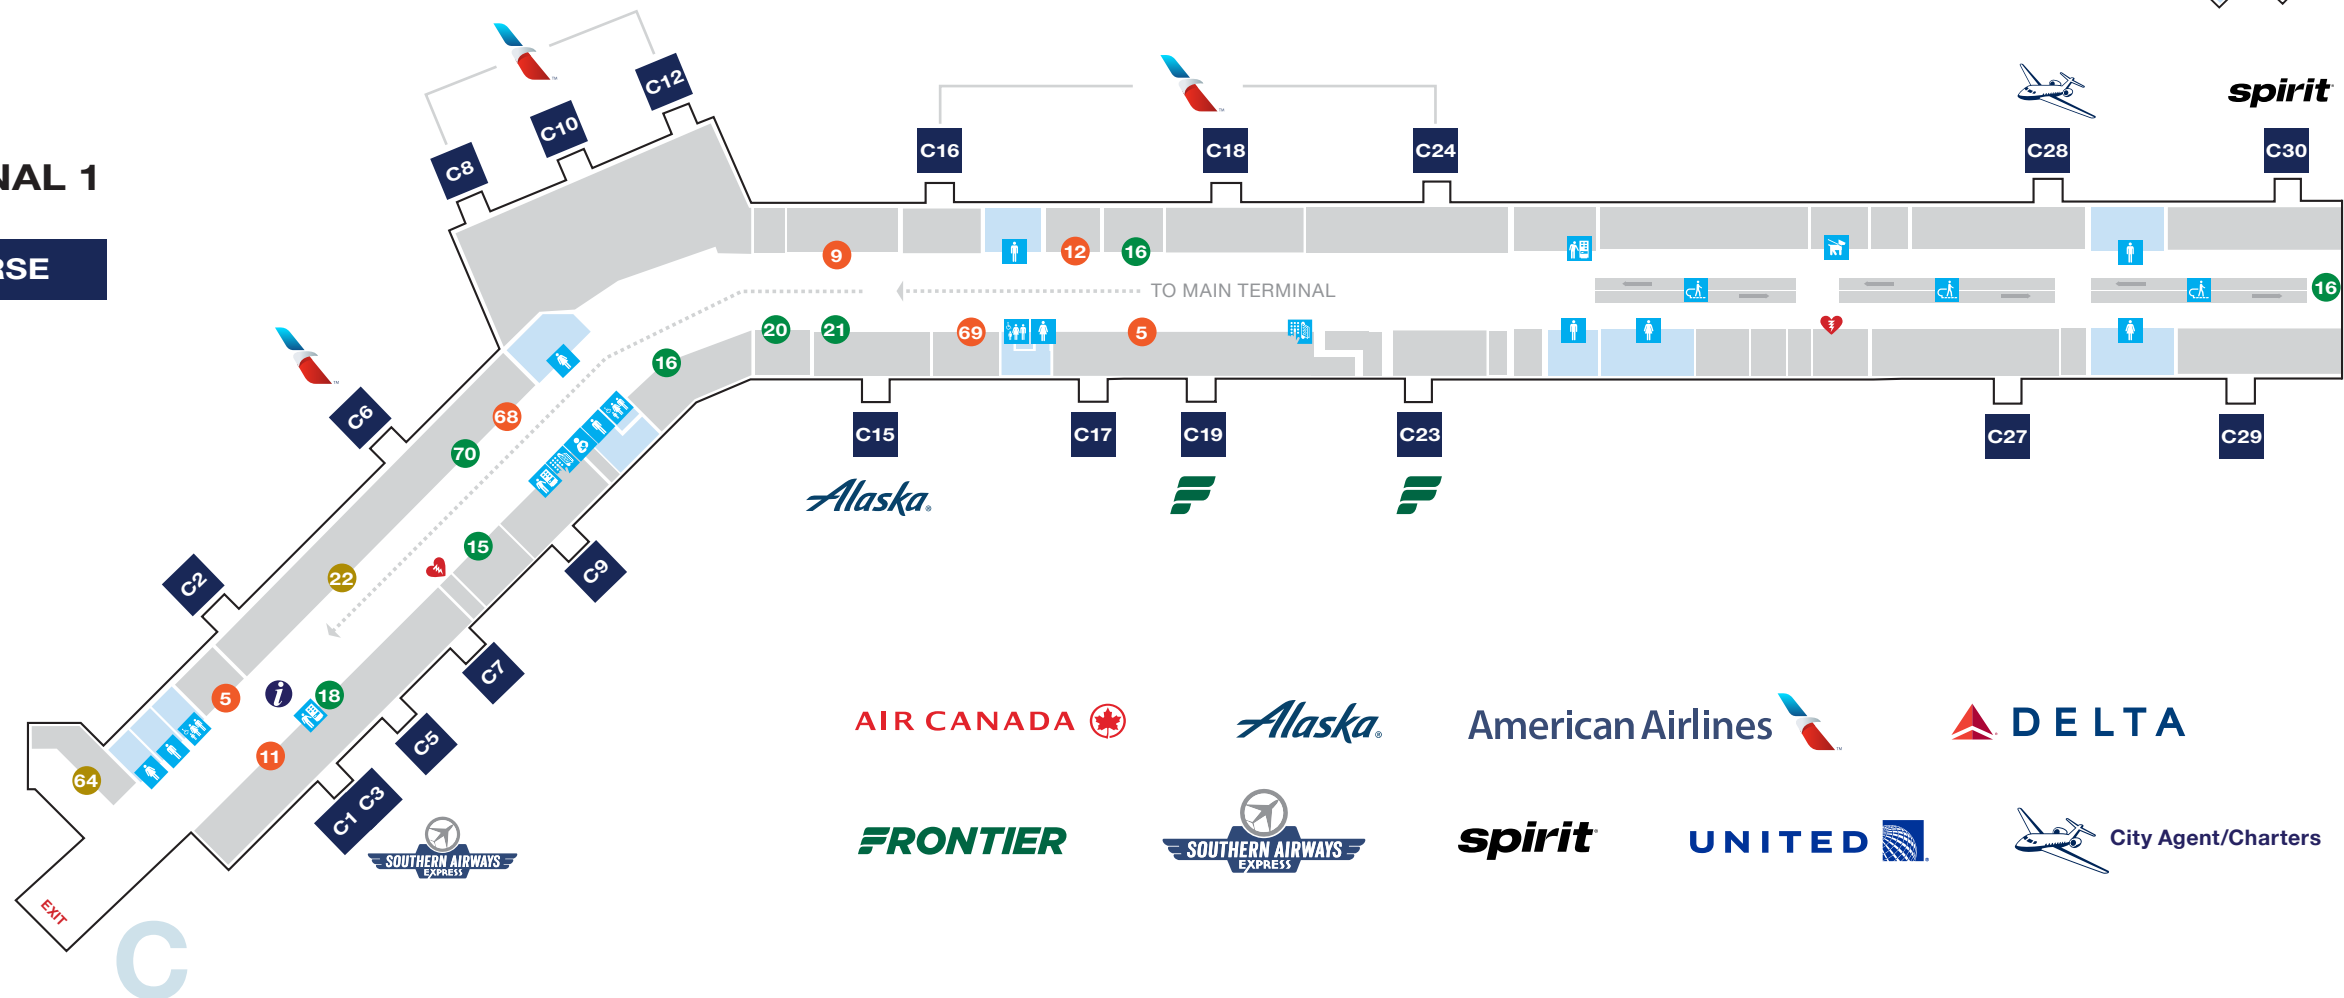 C12
C10
C8
spirit
C16
C18
C24
C28
C30
NAL 1
RSE
9
12
16
TO MAIN TERMINAL
16
20
21
69
5
16
C6
68
70
C15
C17
C19
C23
C27
C29
Alaska
15
22
C2
C9
C7
5
i
18
C5
11
64
C1 C3
SOUTHERN AIRWAYS
EXPRESS
EXIT
C
AIR CANADA
Alaska
American Airlines
DELTA
FRONTIER
SOUTHERN AIRWAYS
EXPRESS
spirit
UNITED
City Agent/Charters